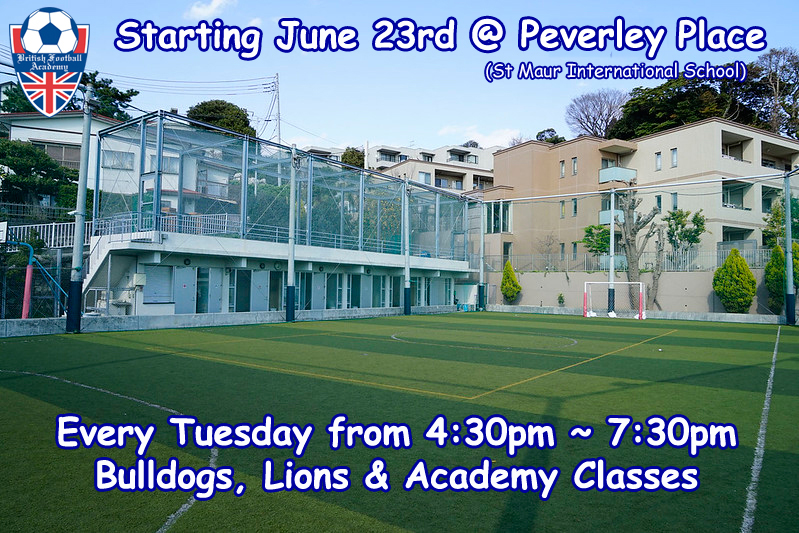 British Football
Academy
Starting June 23rd @ Peverley Place
(St Maur International School)
Every Tuesday from 4:30pm ~ 7:30pm
Bulldogs, Lions & Academy Classes